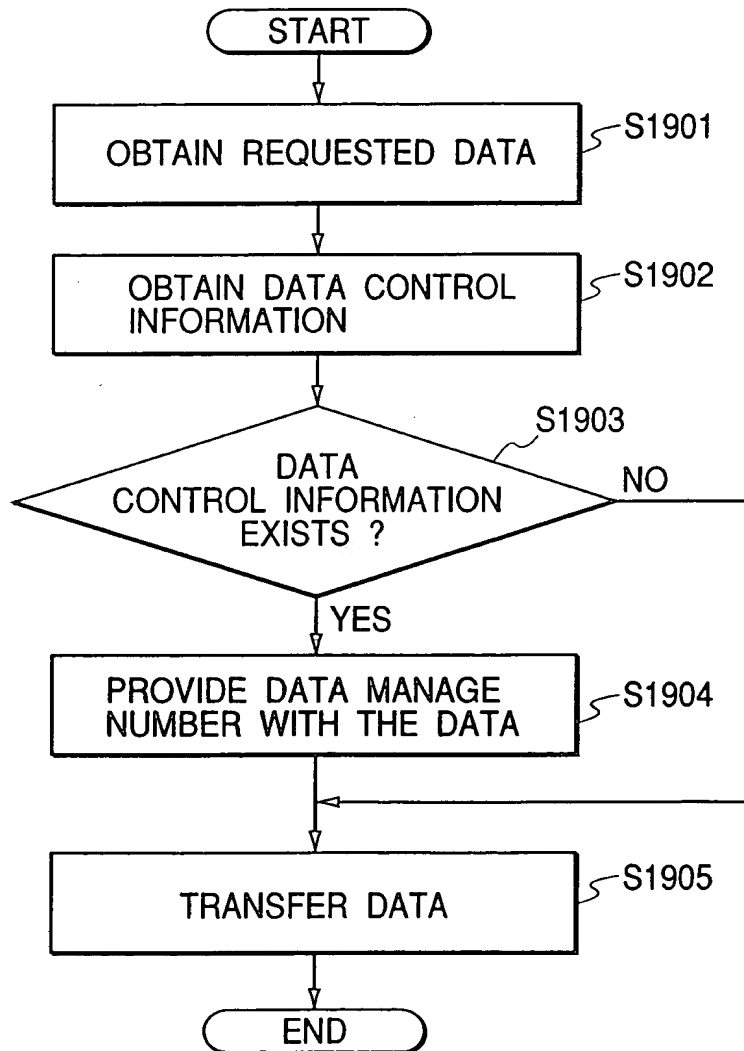 START
OBTAIN REQUESTED DATA
S1901
OBTAIN DATA CONTROL
INFORMATION
S1902
S1903
DATA
CONTROL INFORMATION
EXISTS ?
NO
YES
PROVIDE DATA MANAGE
NUMBER WITH THE DATA
S1904
TRANSFER DATA
S1905
END